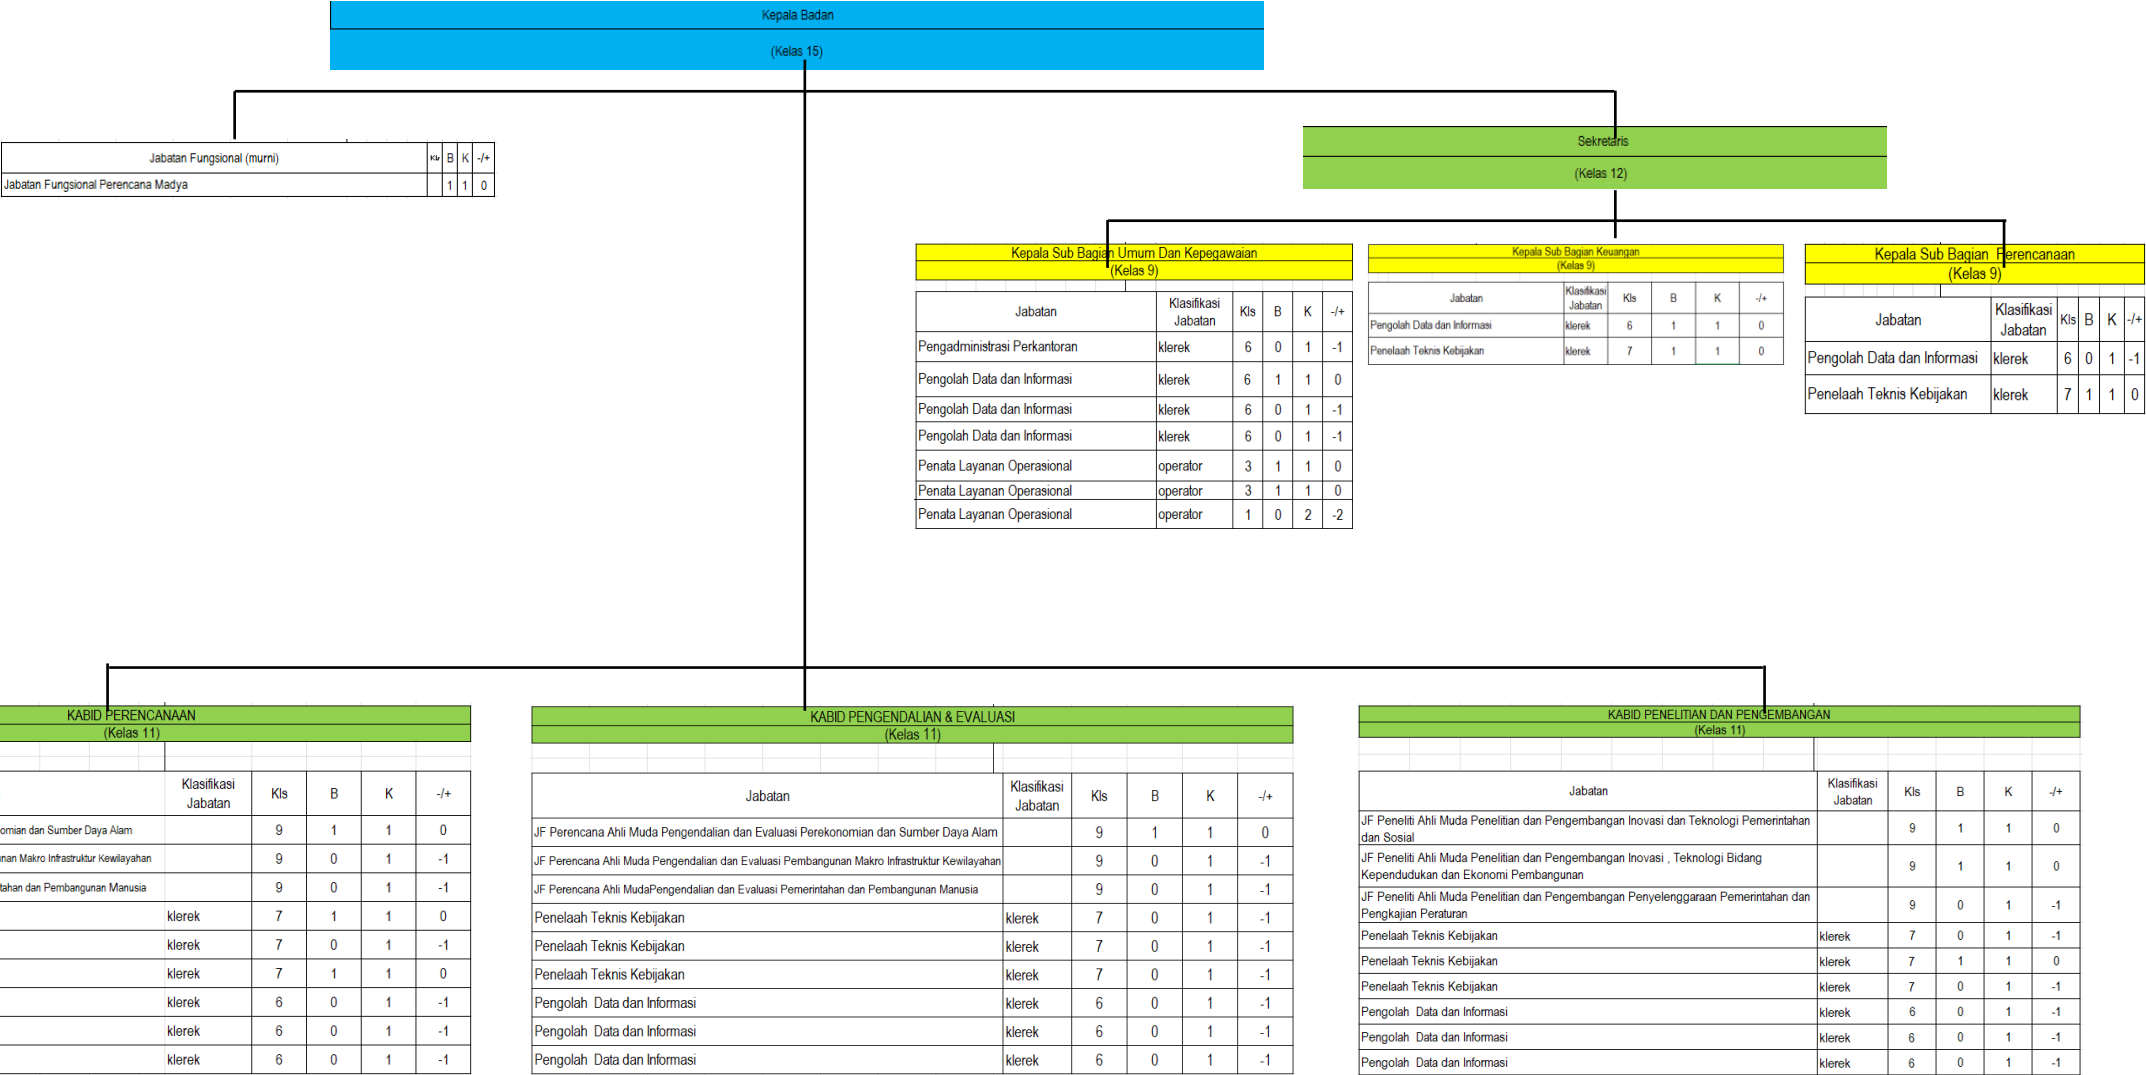 Kepala Badan
(Kelas 15)
Jabatan Fungsional (murni) B K -/+
Jabatan Fungsional Perencana Madya 1 1 0
Sekretaris
(Kelas 12)
Kepala Sub Bagian Umum Dan Kepegawaian
(Kelas 9)
Jabatan Klasifikasi Jabatan Kls B K -/+
Pengadministrasi Perkantoran klerek 6 0 1 -1
Pengolah Data dan Informasi klerek 6 1 1 0
Pengolah Data dan Informasi klerek 6 0 1 -1
Pengolah Data dan Informasi klerek 6 0 1 -1
Penata Layanan Operasional operator 3 1 1 0
Penata Layanan Operasional operator 3 1 1 0
Penata Layanan Operasional operator 1 0 2 -2
Kepala Sub Bagian Keuangan
(Kelas 9)
Jabatan Klasifikasi Jabatan Kls B K -/+
Pengolah Data dan Informasi klerek 6 1 1 0
Penelaah Teknis Kebijakan klerek 7 1 1 0
Kepala Sub Bagian Perencanaan
(Kelas 9)
Jabatan Klasifikasi Jabatan Kls B K -/+
Pengolah Data dan Informasi klerek 6 0 1 -1
Penelaah Teknis Kebijakan klerek 7 1 1 0
KABID PERENCANAAN
(Kelas 11)
Klasifikasi Jabatan Kls B K -/+
omian dan Sumber Daya Alam 9 1 1 0
unan Makro Infrastruktur Kewilayahan 9 0 1 -1
tahan dan Pembangunan Manusia 9 0 1 -1
klerek 7 1 1 0
klerek 7 0 1 -1
klerek 7 1 1 0
klerek 6 0 1 -1
klerek 6 0 1 -1
klerek 6 0 1 -1
KABID PENGENDALIAN & EVALUASI
(Kelas 11)
Jabatan Klasifikasi Jabatan Kls B K -/+
JF Perencana Ahli Muda Pengendalian dan Evaluasi Perekonomian dan Sumber Daya Alam 9 1 1 0
JF Perencana Ahli Muda Pengendalian dan Evaluasi Pembangunan Makro Infrastruktur Kewilayahan 9 0 1 -1
JF Perencana Ahli MudaPengendalian dan Evaluasi Pemerintahan dan Pembangunan Manusia 9 0 1 -1
Penelaah Teknis Kebijakan klerek 7 0 1 -1
Penelaah Teknis Kebijakan klerek 7 0 1 -1
Penelaah Teknis Kebijakan klerek 7 0 1 -1
Pengolah Data dan Informasi klerek 6 0 1 -1
Pengolah Data dan Informasi klerek 6 0 1 -1
Pengolah Data dan Informasi klerek 6 0 1 -1
KABID PENELITIAN DAN PENGEMBANGAN
(Kelas 11)
Jabatan Klasifikasi Jabatan Kls B K -/+
JF Peneliti Ahli Muda Penelitian dan Pengembangan Inovasi dan Teknologi Pemerintahan
dan Sosial 9 1 1 0
JF Peneliti Ahli Muda Penelitian dan Pengembangan Inovasi , Teknologi Bidang
Kependudukan dan Ekonomi Pembangunan 9 1 1 0
JF Peneliti Ahli Muda Penelitian dan Pengembangan Penyelenggaraan Pemerintahan dan
Pengkajian Peraturan 9 0 1 -1
Penelaah Teknis Kebijakan klerek 7 0 1 -1
Penelaah Teknis Kebijakan klerek 7 1 1 0
Penelaah Teknis Kebijakan klerek 7 0 1 -1
Pengolah Data dan Informasi klerek 6 0 1 -1
Pengolah Data dan Informasi klerek 6 0 1 -1
Pengolah Data dan Informasi klerek 6 0 1 -1